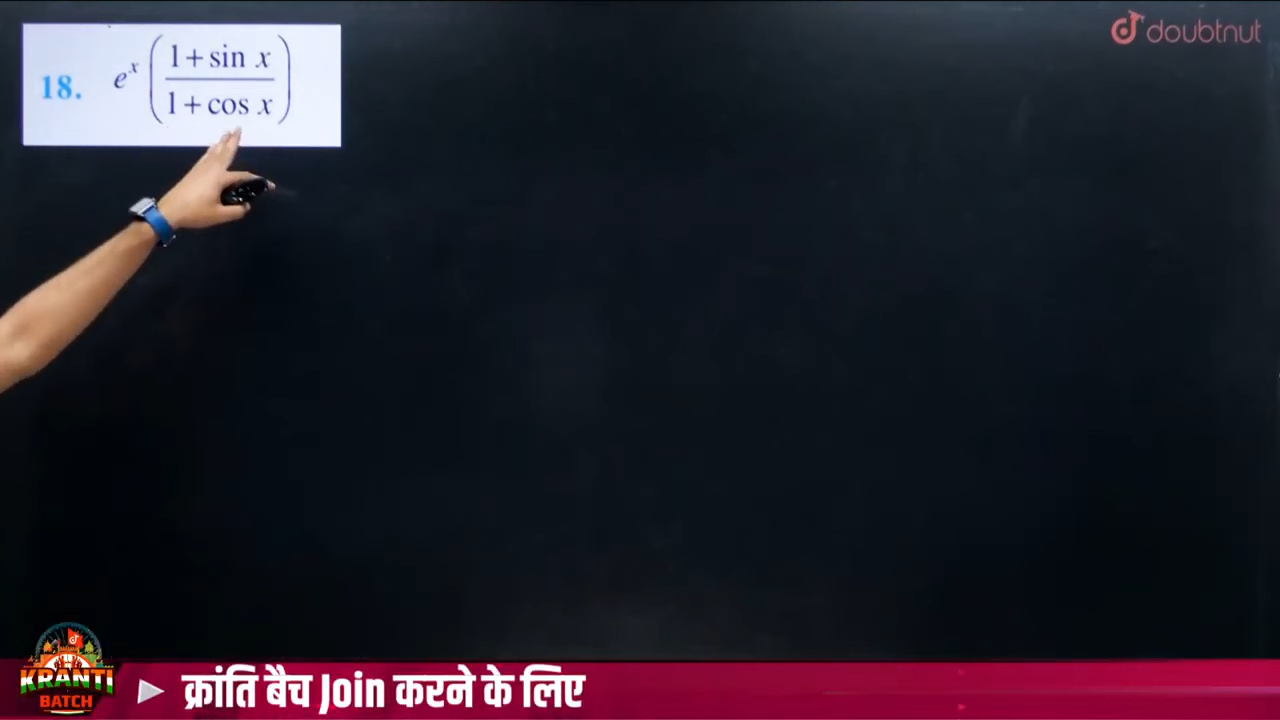 doubtnut
18. e^x ( (1 + sin x) / (1 + cos x) )
KRANTI
BATCH
क्रांति बैच Join करने के लिए